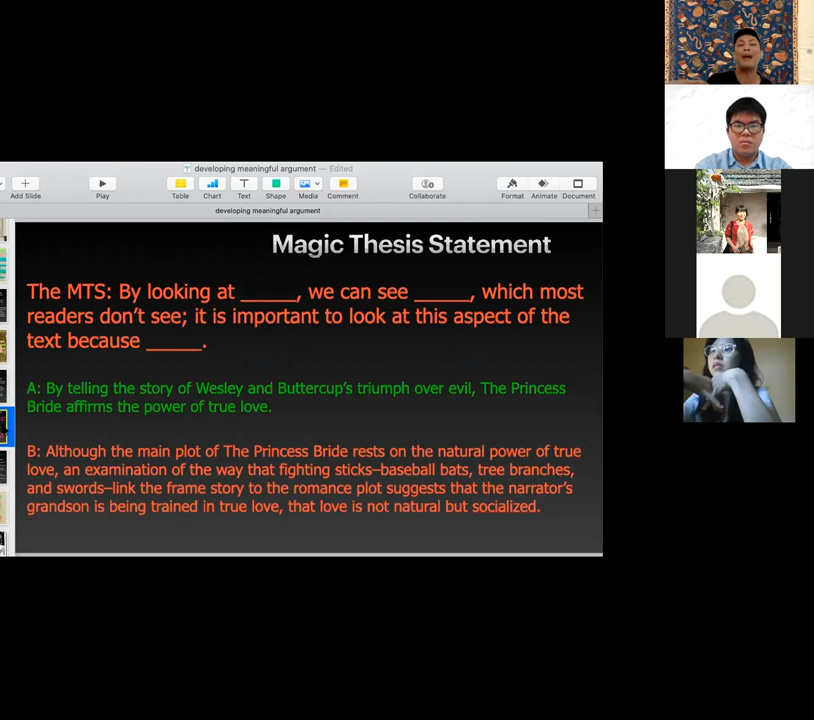 developing meaningful argument — Edited
Add Slide
Play
Table
Chart
Text
Shape
Media
Comment
Collaborate
Format
Animate
Document
developing meaningful argument
Magic Thesis Statement
The MTS: By looking at _____, we can see _____, which most
readers don't see; it is important to look at this aspect of the
text because _____.
A: By telling the story of Wesley and Buttercup's triumph over evil, The Princess
Bride affirms the power of true love.
B: Although the main plot of The Princess Bride rests on the natural power of true
love, an examination of the way that fighting sticks–baseball bats, tree branches,
and swords–link the frame story to the romance plot suggests that the narrator's
grandson is being trained in true love, that love is not natural but socialized.